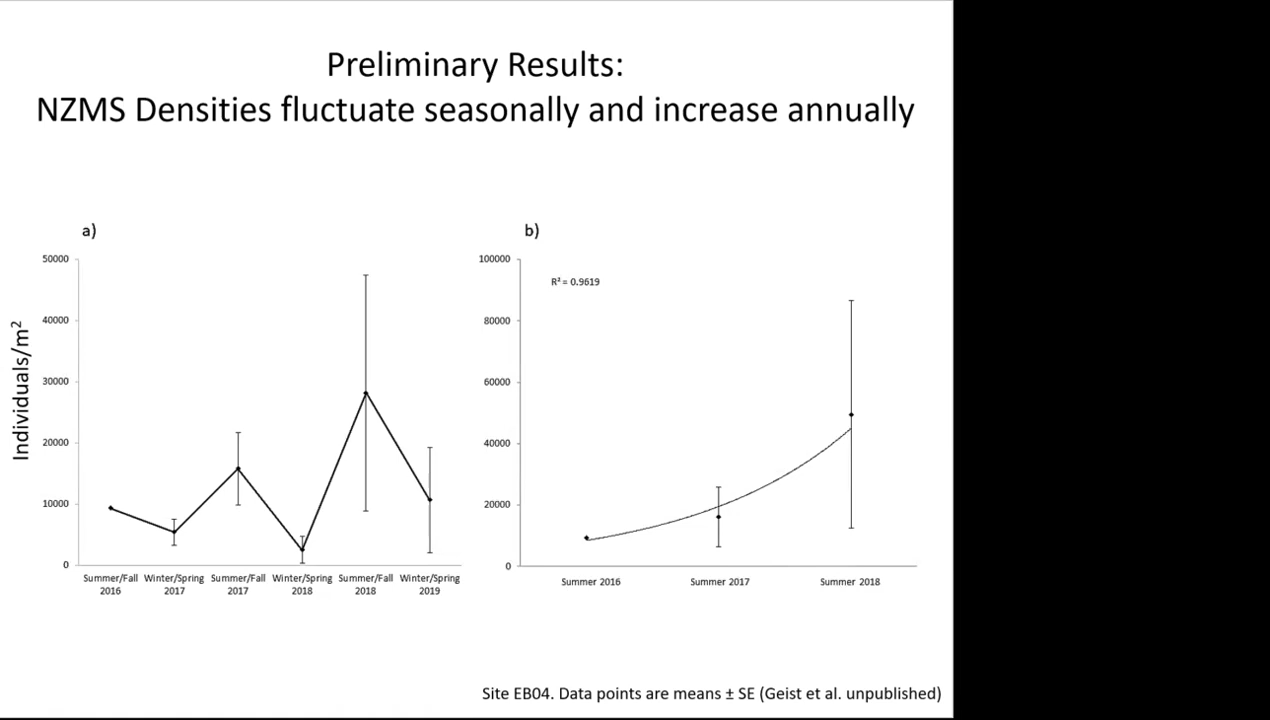 Preliminary Results:
NZMS Densities fluctuate seasonally and increase annually
a)
Individuals/m²
50000
40000
30000
20000
10000
0
Summer/Fall 2016
Winter/Spring 2017
Summer/Fall 2017
Winter/Spring 2018
Summer/Fall 2018
Winter/Spring 2019
b)
R² = 0.9619
100000
80000
60000
40000
20000
0
Summer 2016
Summer 2017
Summer 2018
Site EB04. Data points are means ± SE (Geist et al. unpublished)